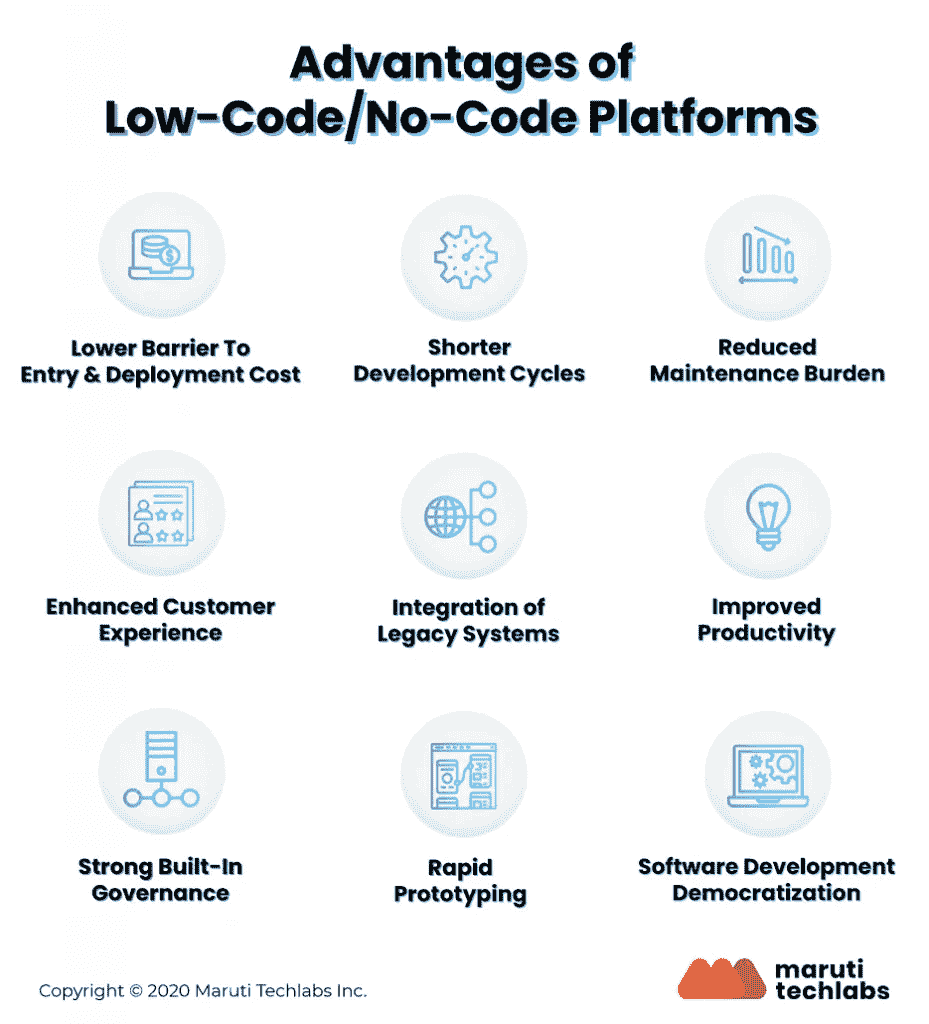 Advantages of
Low-Code/No-Code Platforms
Lower Barrier To
Entry & Deployment Cost
Shorter
Development Cycles
Reduced
Maintenance Burden
Enhanced Customer
Experience
Integration of
Legacy Systems
Improved
Productivity
Strong Built-In
Governance
Rapid
Prototyping
Software Development
Democratization
Copyright © 2020 Maruti Techlabs Inc.
maruti
techlabs